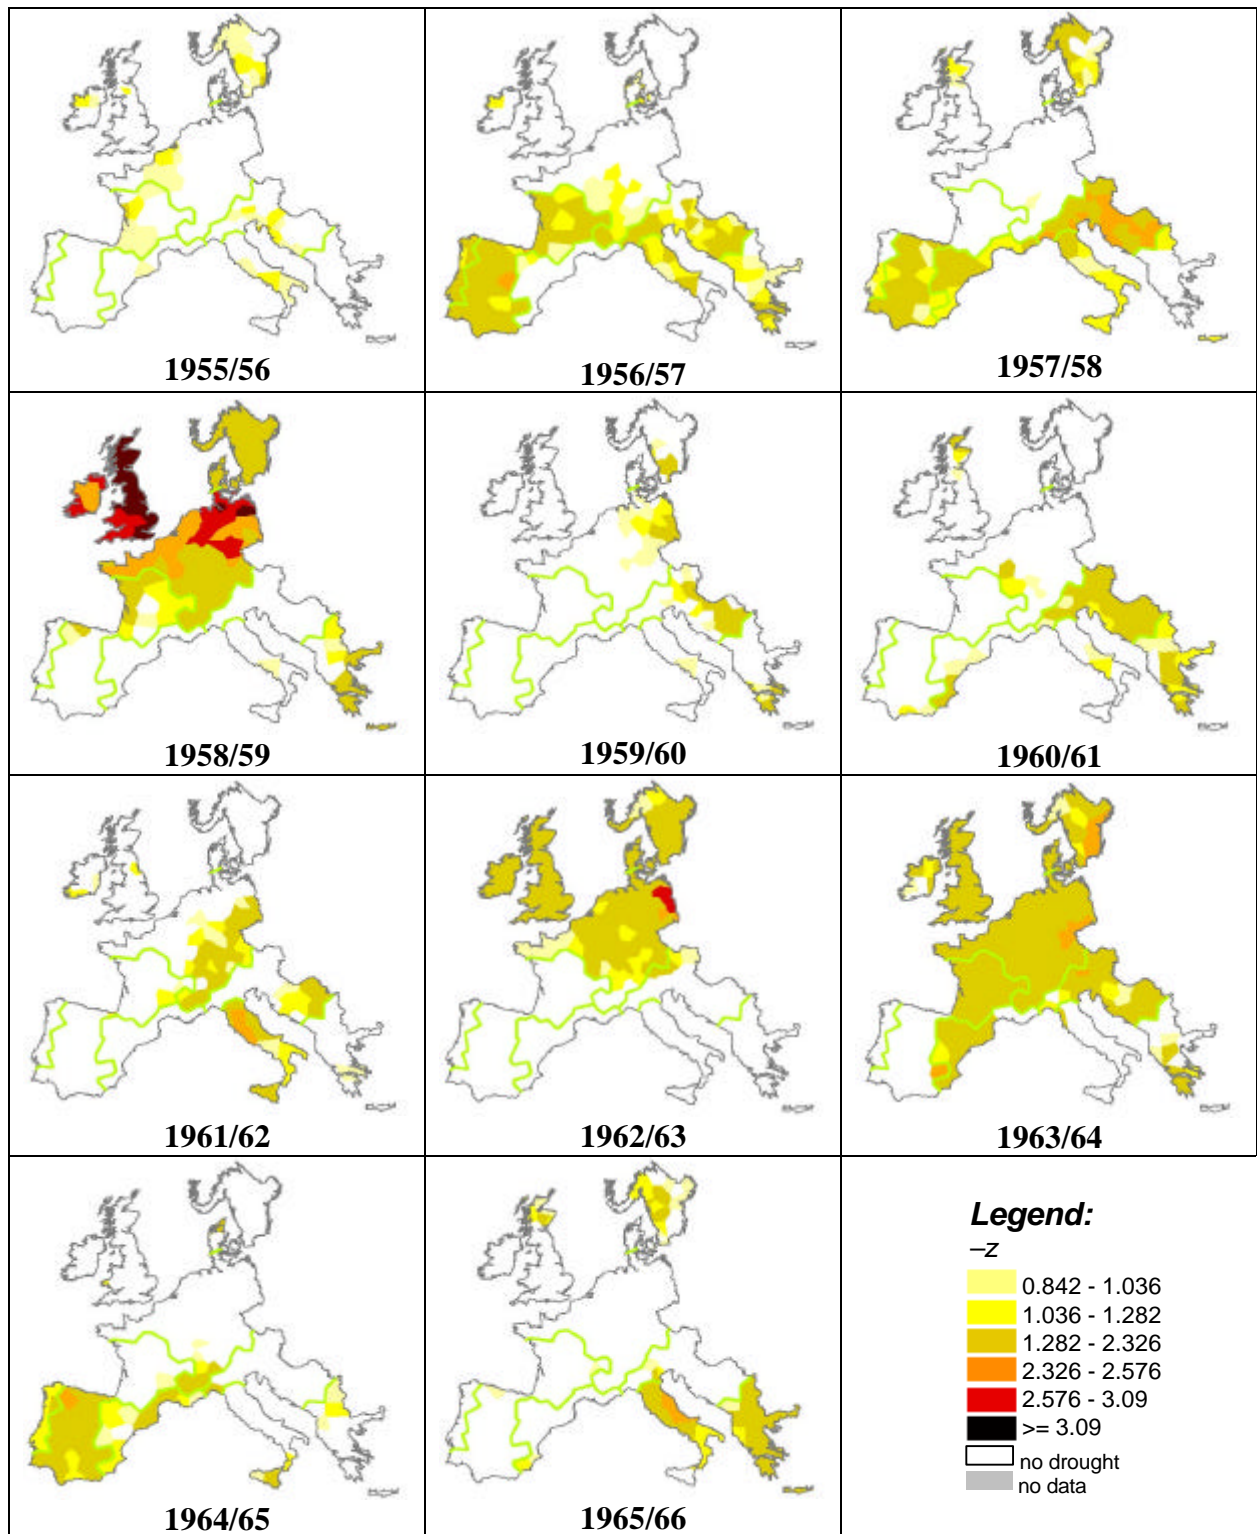 1955/56
1956/57
1957/58
1958/59
1959/60
1960/61
1961/62
1962/63
1963/64
1964/65
1965/66
Legend:
–z
0.842 - 1.036
1.036 - 1.282
1.282 - 2.326
2.326 - 2.576
2.576 - 3.09
>= 3.09
no drought
no data